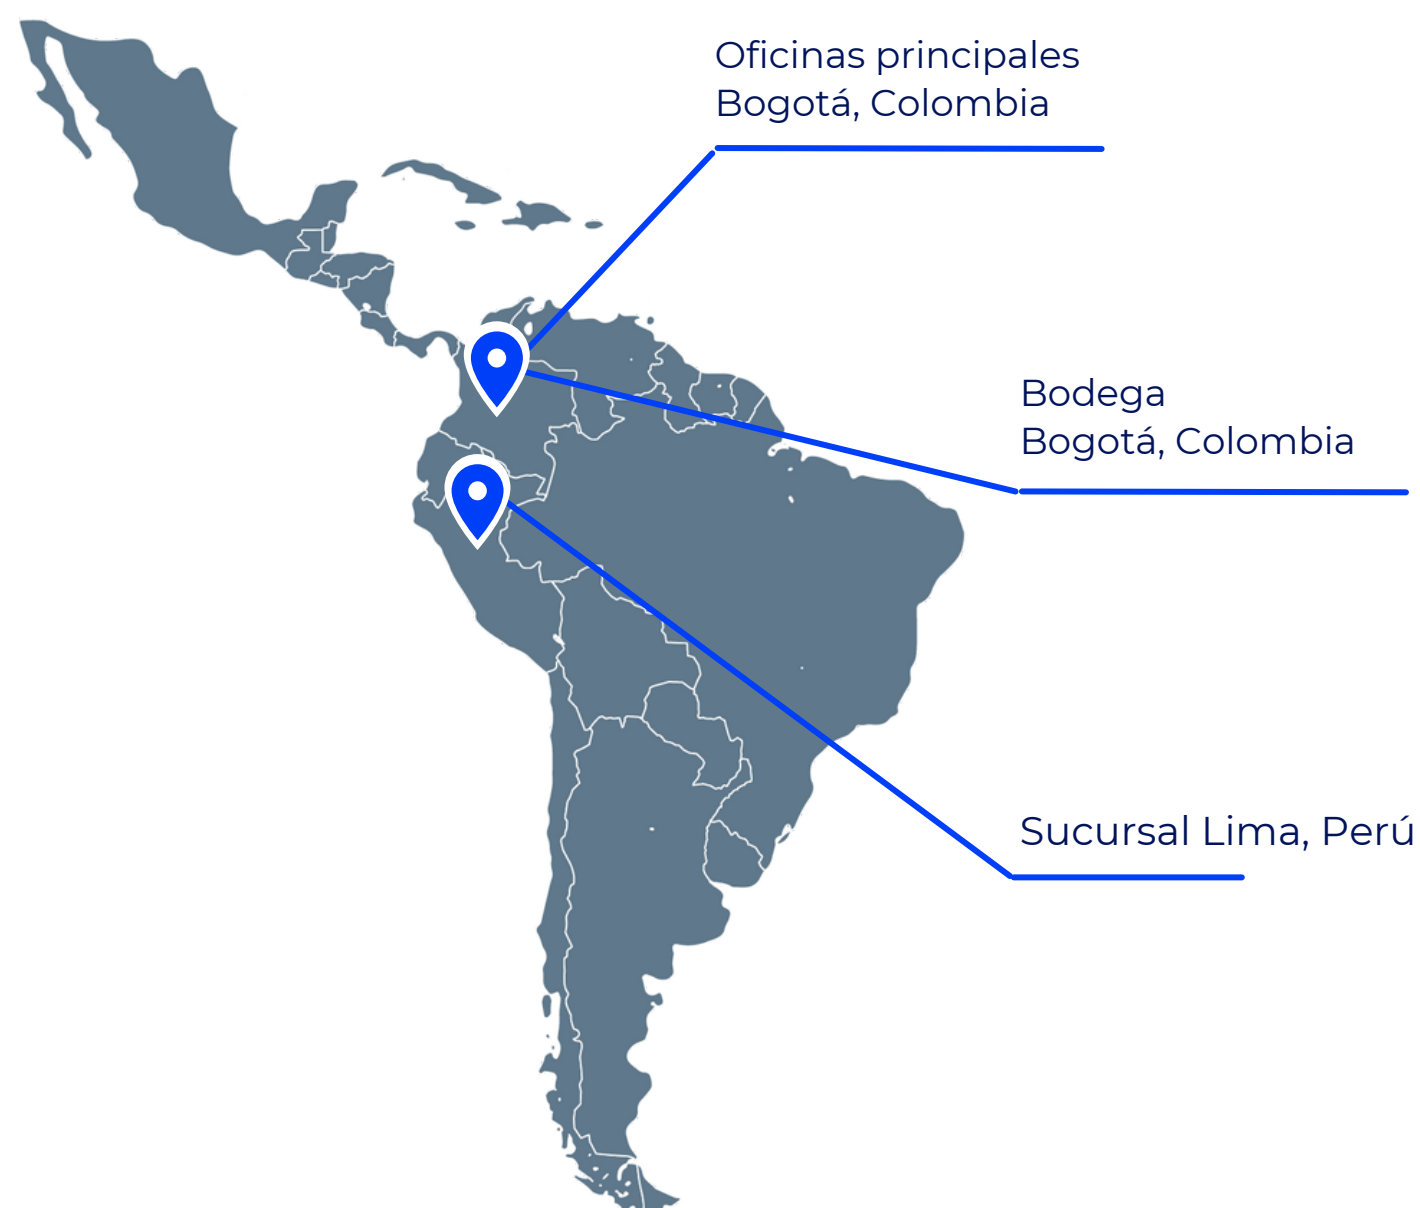 Oficinas principales
Bogotá, Colombia
Bodega
Bogotá, Colombia
Sucursal Lima, Perú